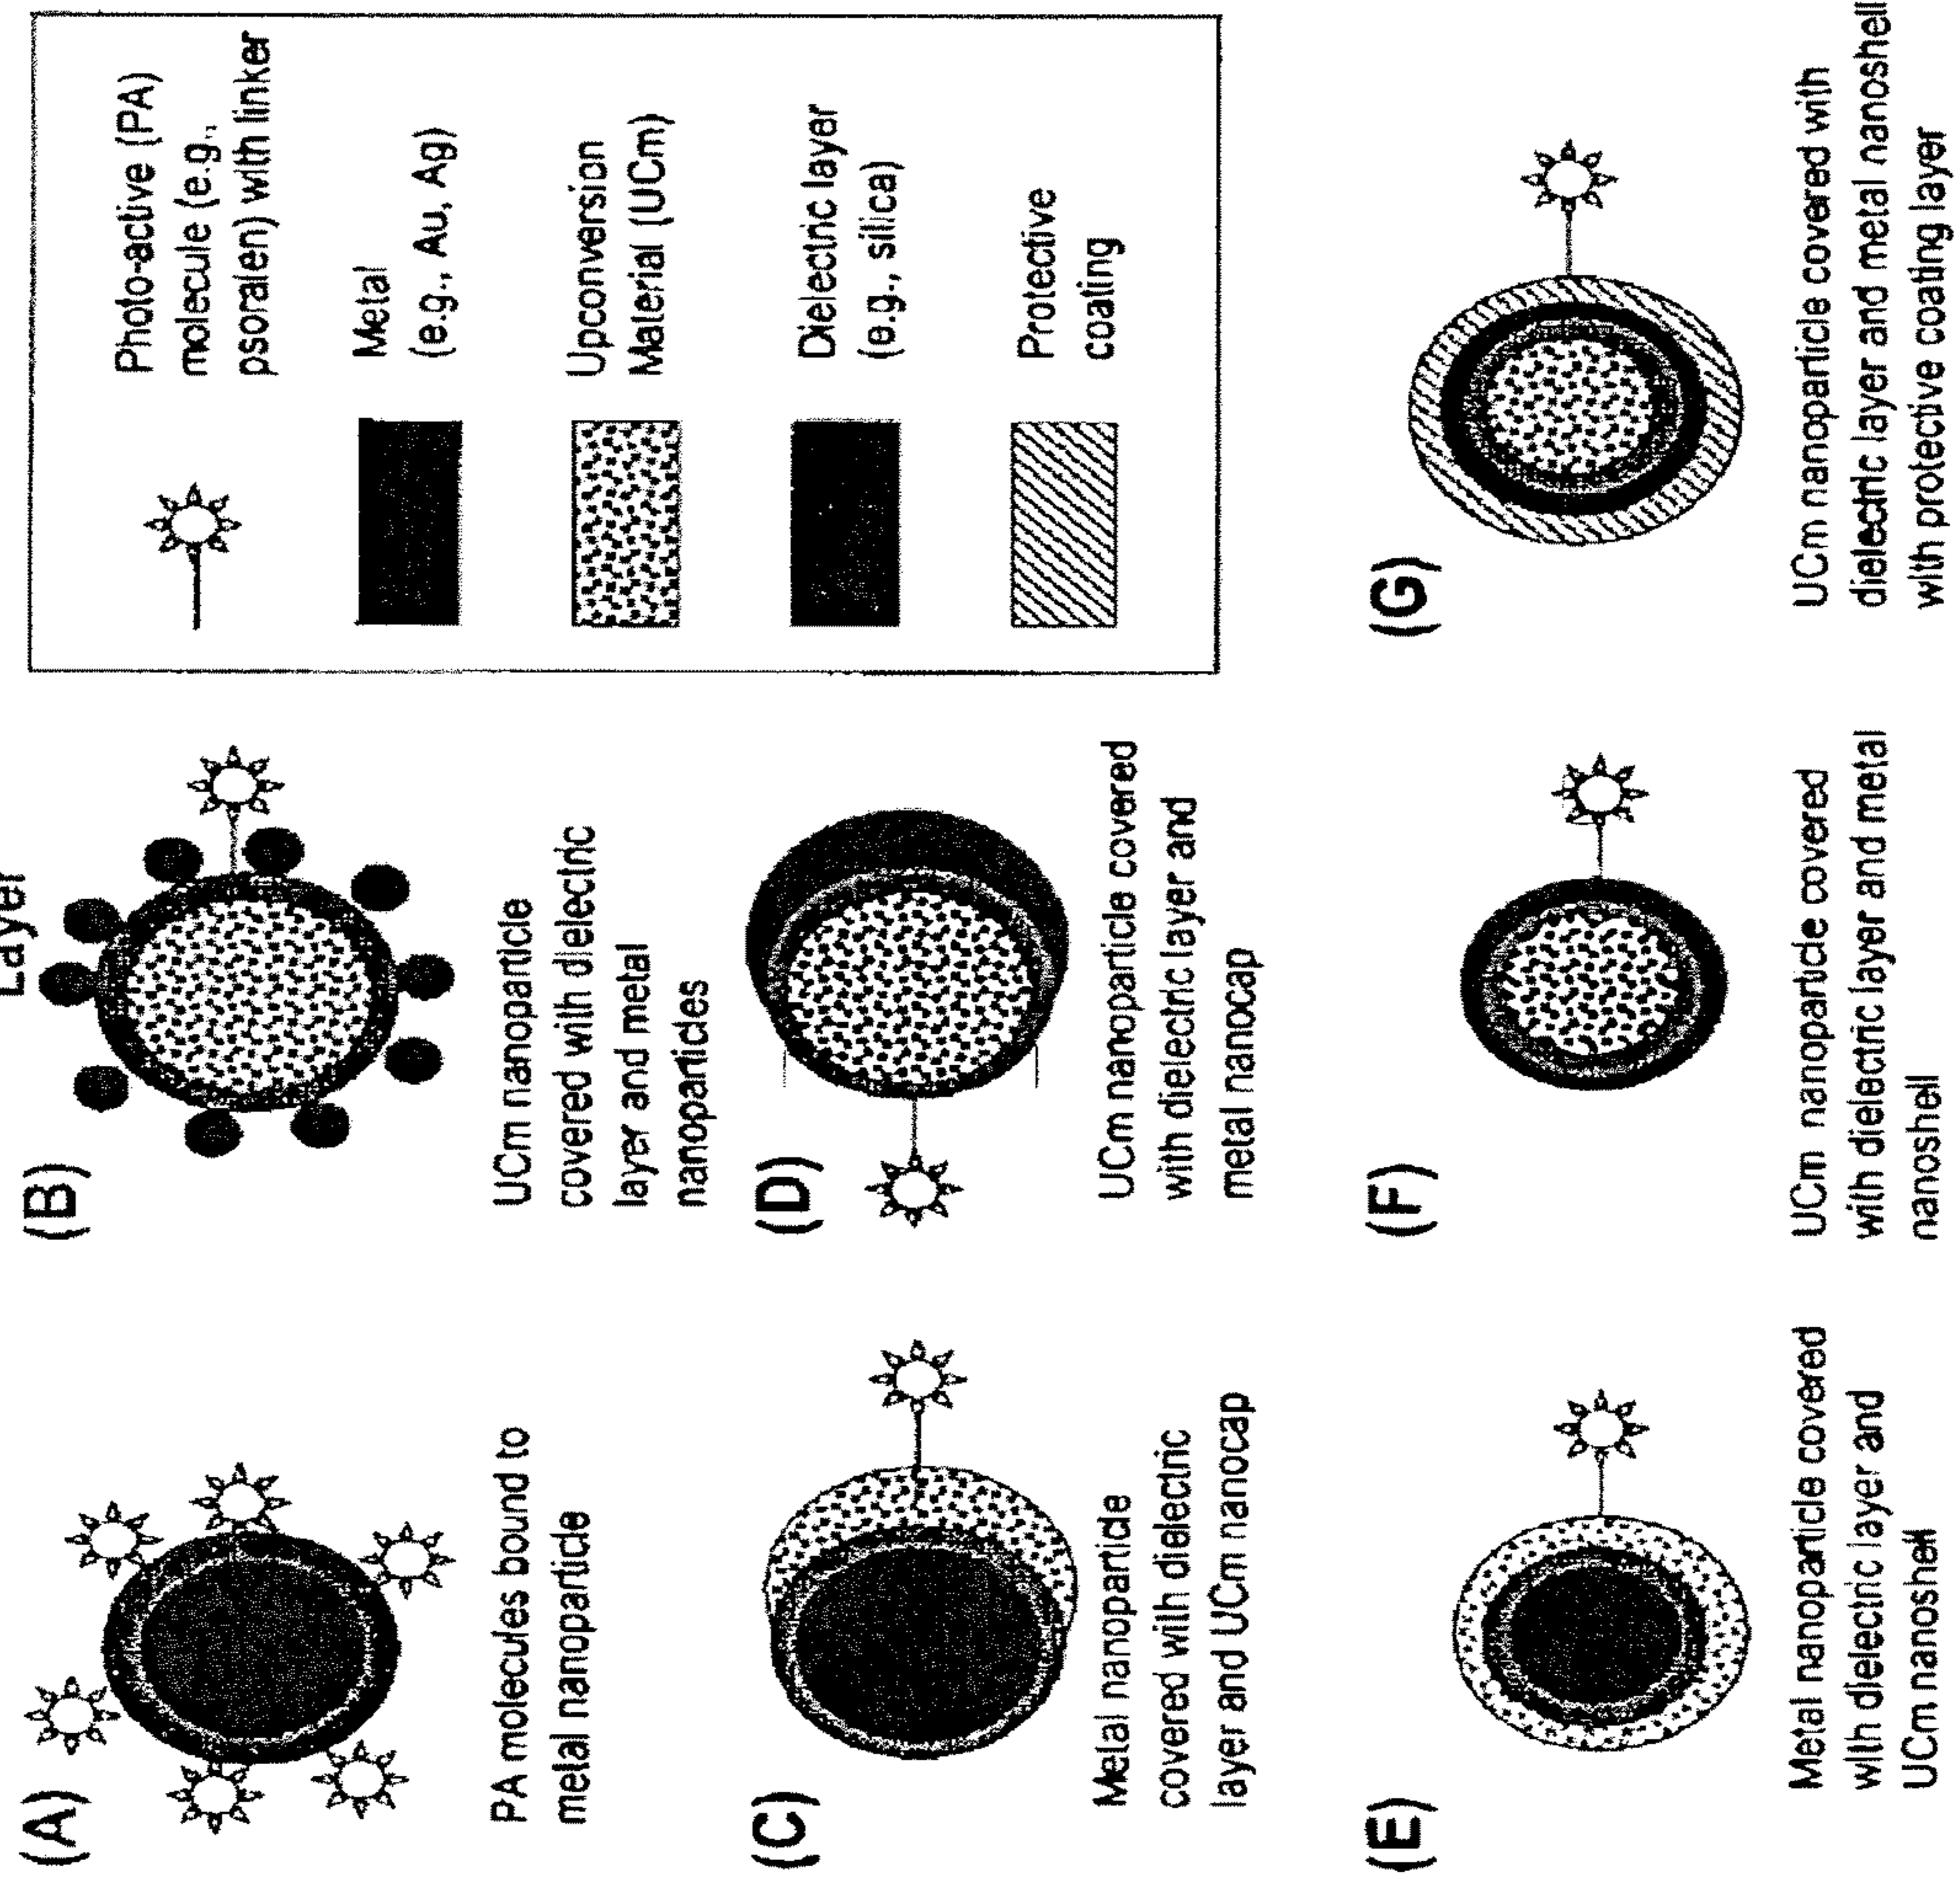 Layer
(A)
PA molecules bound to
metal nanoparticle
(B)
UCm nanoparticle
covered with dielectric
layer and metal
nanoparticles
Photo-active (PA)
molecule (e.g.,
psoralen) with linker
Metal
(e.g., Au, Ag)
Upconversion
Material (UCm)
Dielectric layer
(e.g., silica)
Protective
coating
(C)
Metal nanoparticle
covered with dielectric
layer and UCm nanocap
(D)
UCm nanoparticle covered
with dielectric layer and
metal nanocap
(E)
Metal nanoparticle covered
with dielectric layer and
UCm nanoshell
(F)
UCm nanoparticle covered
with dielectric layer and metal
nanoshell
(G)
UCm nanoparticle covered with
dielectric layer and metal nanoshell
with protective coating layer